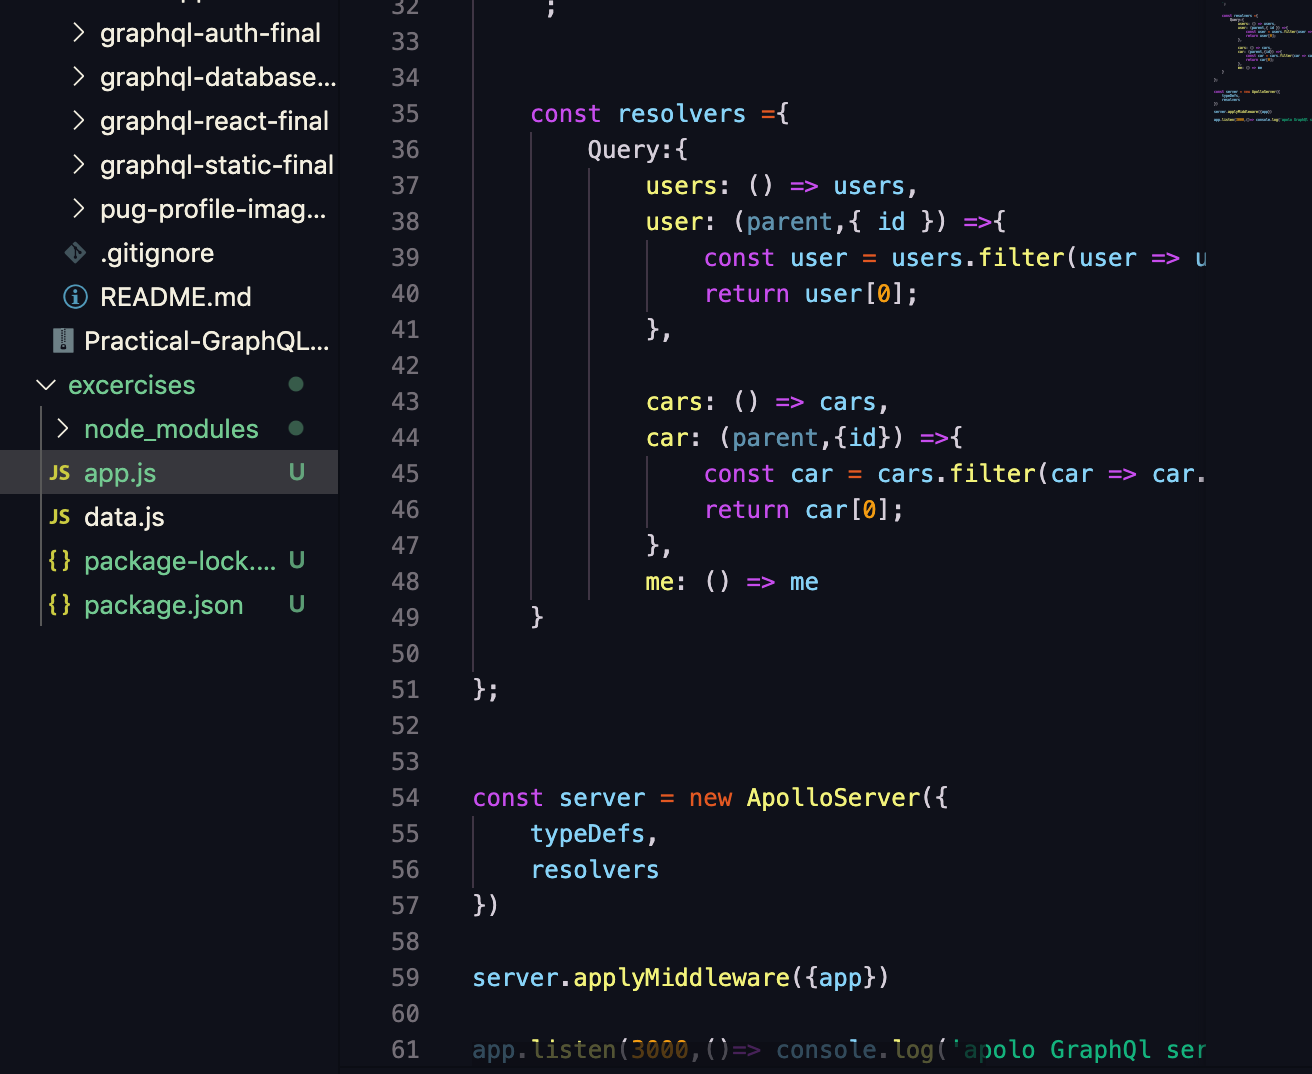 graphql-auth-final
graphql-database...
graphql-react-final
graphql-static-final
pug-profile-imag...
.gitignore
README.md
Practical-GraphQL...
excercises
node_modules
JS app.js U
JS data.js
{} package-lock.... U
{} package.json U
32 ;
33
34
35 const resolvers ={
36 Query:{
37 users: () => users,
38 user: (parent,{ id }) =>{
39 const user = users.filter(user => u
40 return user[0];
41 },
42
43 cars: () => cars,
44 car: (parent,{id}) =>{
45 const car = cars.filter(car => car.
46 return car[0];
47 },
48 me: () => me
49 }
50
51 };
52
53
54 const server = new ApolloServer({
55 typeDefs,
56 resolvers
57 })
58
59 server.applyMiddleware({app})
60
61 app.listen(3000,()=> console.log('apolo GraphQl ser